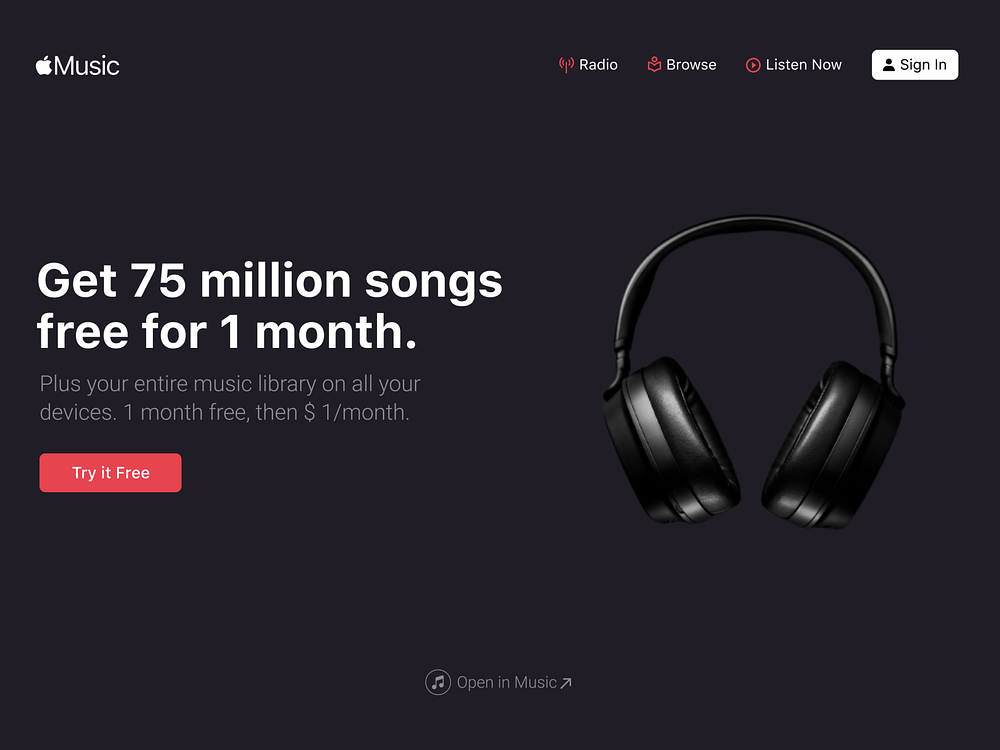 Music
Radio
Browse
Listen Now
Sign In
Get 75 million songs
free for 1 month.
Plus your entire music library on all your
devices. 1 month free, then $ 1/month.
Try it Free
Open in Music